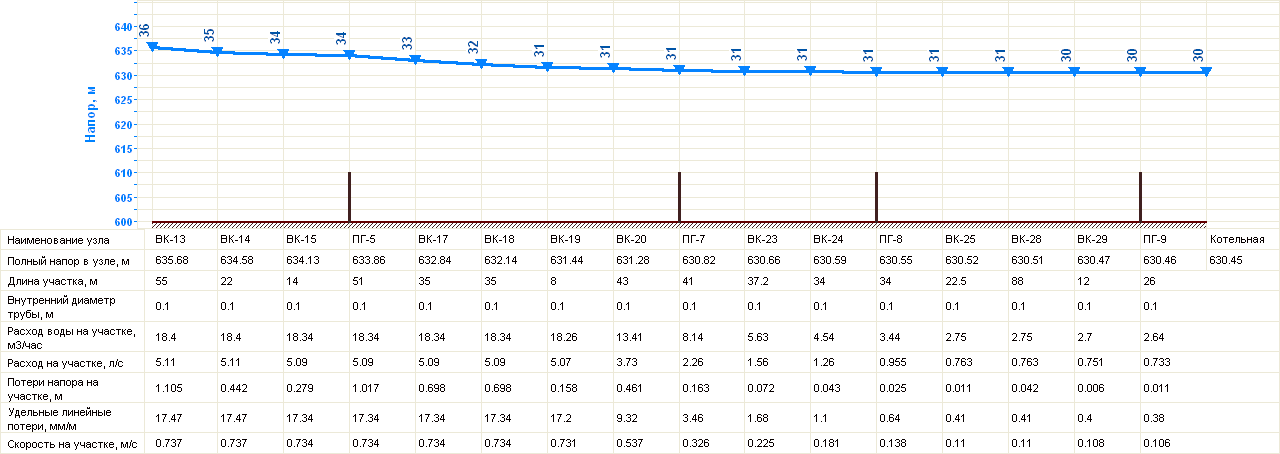 640
635
630
625
620
615
610
605
600
Напор, м
36 35 34 34 33 32 31 31 31 31 31 31 31 31 30 30 30
Наименование узла ВК-13 ВК-14 ВК-15 ПГ-5 ВК-17 ВК-18 ВК-19 ВК-20 ПГ-7 ВК-23 ВК-24 ПГ-8 ВК-25 ВК-28 ВК-29 ПГ-9 Котельная
Полный напор в узле, м 635.68 634.58 634.13 633.86 632.84 632.14 631.44 631.28 630.82 630.66 630.59 630.55 630.52 630.51 630.47 630.46 630.45
Длина участка, м 55 22 14 51 35 35 8 43 41 37.2 34 34 22.5 88 12 26
Внутренний диаметр
трубы, м 0.1 0.1 0.1 0.1 0.1 0.1 0.1 0.1 0.1 0.1 0.1 0.1 0.1 0.1 0.1 0.1
Расход воды на участке,
м3/час 18.4 18.4 18.34 18.34 18.34 18.34 18.26 13.41 8.14 5.63 4.54 3.44 2.75 2.75 2.7 2.64
Расход на участке, л/с 5.11 5.11 5.09 5.09 5.09 5.09 5.07 3.73 2.26 1.56 1.26 0.955 0.763 0.763 0.751 0.733
Потери напора на
участке, м 1.105 0.442 0.279 1.017 0.698 0.698 0.158 0.461 0.163 0.072 0.043 0.025 0.011 0.042 0.006 0.011
Удельные линейные
потери, мм/м 17.47 17.47 17.34 17.34 17.34 17.34 17.2 9.32 3.46 1.68 1.1 0.64 0.41 0.41 0.4 0.38
Скорость на участке, м/с 0.737 0.737 0.734 0.734 0.734 0.734 0.731 0.537 0.326 0.225 0.181 0.138 0.11 0.11 0.108 0.106